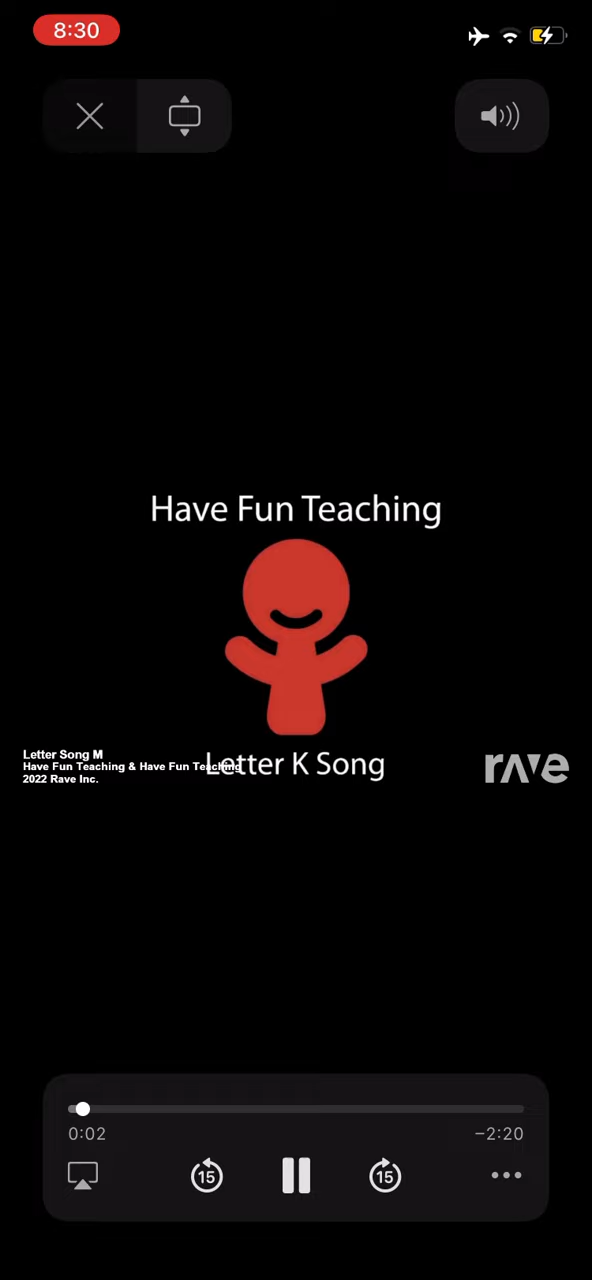 8:30
Have Fun Teaching
Letter K Song
Letter Song M
Have Fun Teaching & Have Fun Teaching
2022 Rave Inc.
rave
0:02
−2:20
15
15